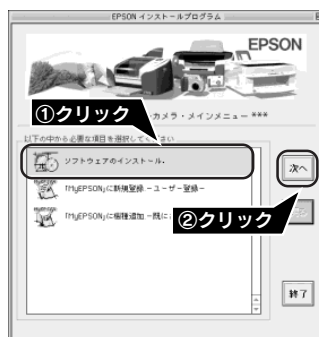 EPSON インストールプログラム
EPSON
①クリック
カメラ・メインメニュー ***
以下の中から必要な項目を選択してください
ソフトウェアのインストール.
次へ
「MyEPSON」に新規登録 -ユーザー登録-
「MyEPSON」に機種追加 -既に
②クリック
終了